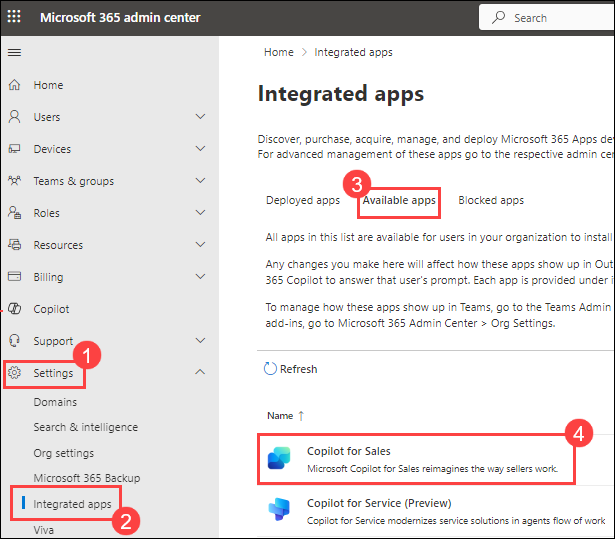 Microsoft 365 admin center
Search
Home
Users
Devices
Teams & groups
Roles
Resources
Billing
Copilot
Support
1
Settings
Domains
Search & intelligence
Org settings
Microsoft 365 Backup
Integrated apps
2
Viva
Home > Integrated apps
Integrated apps
Discover, purchase, acquire, manage, and deploy Microsoft 365 Apps dev
For advanced management of these apps go to the respective admin cen
3
Deployed apps Available apps Blocked apps
All apps in this list are available for users in your organization to install
Any changes you make here will affect how these apps show up in Out
365 Copilot to answer that user's prompt. Each app is provided under i
To manage how these apps show up in Teams, go to the Teams Admin
add-ins, go to Microsoft 365 Admin Center > Org Settings.
Refresh
Name ↑
4
Copilot for Sales
Microsoft Copilot for Sales reimagines the way sellers work.
Copilot for Service (Preview)
Copilot for Service modernizes service solutions in agents flow of work